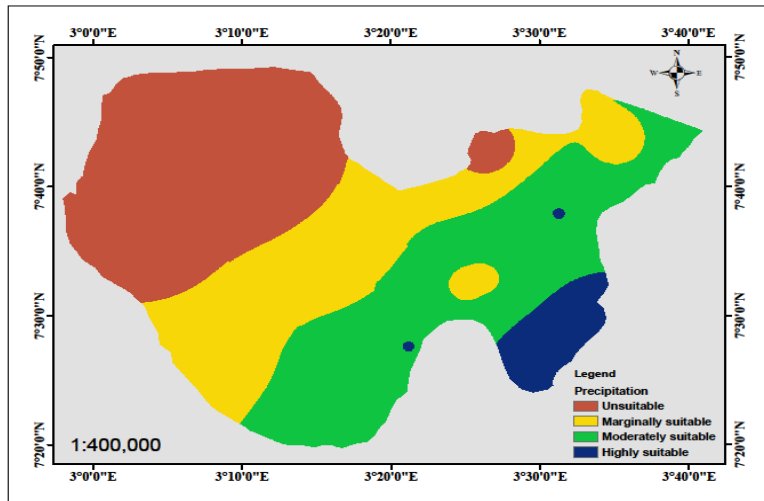 3°0'0"E 3°10'0"E 3°20'0"E 3°30'0"E 3°40'0"E
7°50'0"N 7°50'0"N
N
W E
S
7°40'0"N 7°40'0"N
7°30'0"N 7°30'0"N
Legend
Precipitation
Unsuitable
Marginally suitable
Moderately suitable
Highly suitable
1:400,000
7°20'0"N 7°20'0"N
3°0'0"E 3°10'0"E 3°20'0"E 3°30'0"E 3°40'0"E